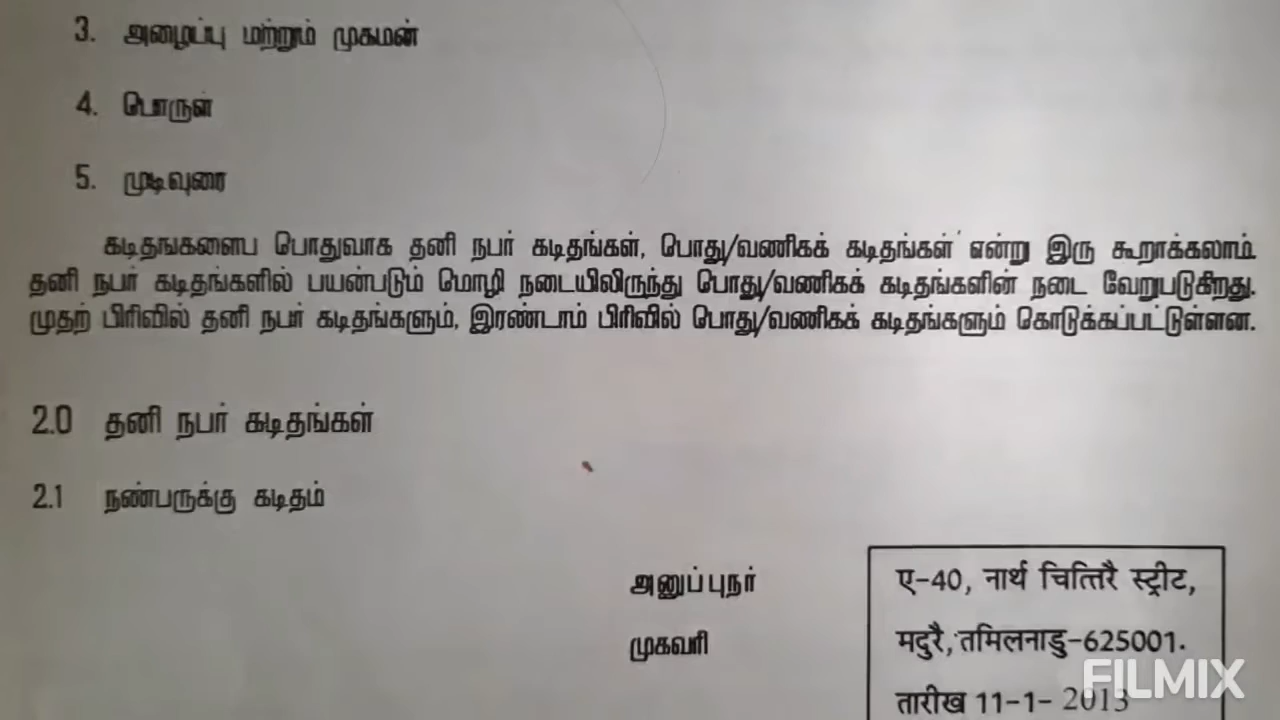 3. அழைப்பு மற்றும் முகமன்
4. பொருள்
5. முடிவுரை
கடிதங்களைப் பொதுவாக தனி நபர் கடிதங்கள், பொது/வணிகக் கடிதங்கள் என்று இரு கூறாக்கலாம்.
தனி நபர் கடிதங்களில் பயன்படும் மொழி நடையிலிருந்து பொது/வணிகக் கடிதங்களின் நடை வேறுபடுகிறது.
முதற் பிரிவில் தனி நபர் கடிதங்களும், இரண்டாம் பிரிவில் பொது/வணிகக் கடிதங்களும் கொடுக்கப்பட்டுள்ளன.
2.0 தனி நபர் கடிதங்கள்
2.1 நண்பருக்கு கடிதம்
அனுப்புநர் ए-40, नार्थ चित्तिरै स्ट्रीट,
முகவரி मदुरै, तमिलनाडु-625001.
तारीख 11-1- 2013
FILMIX